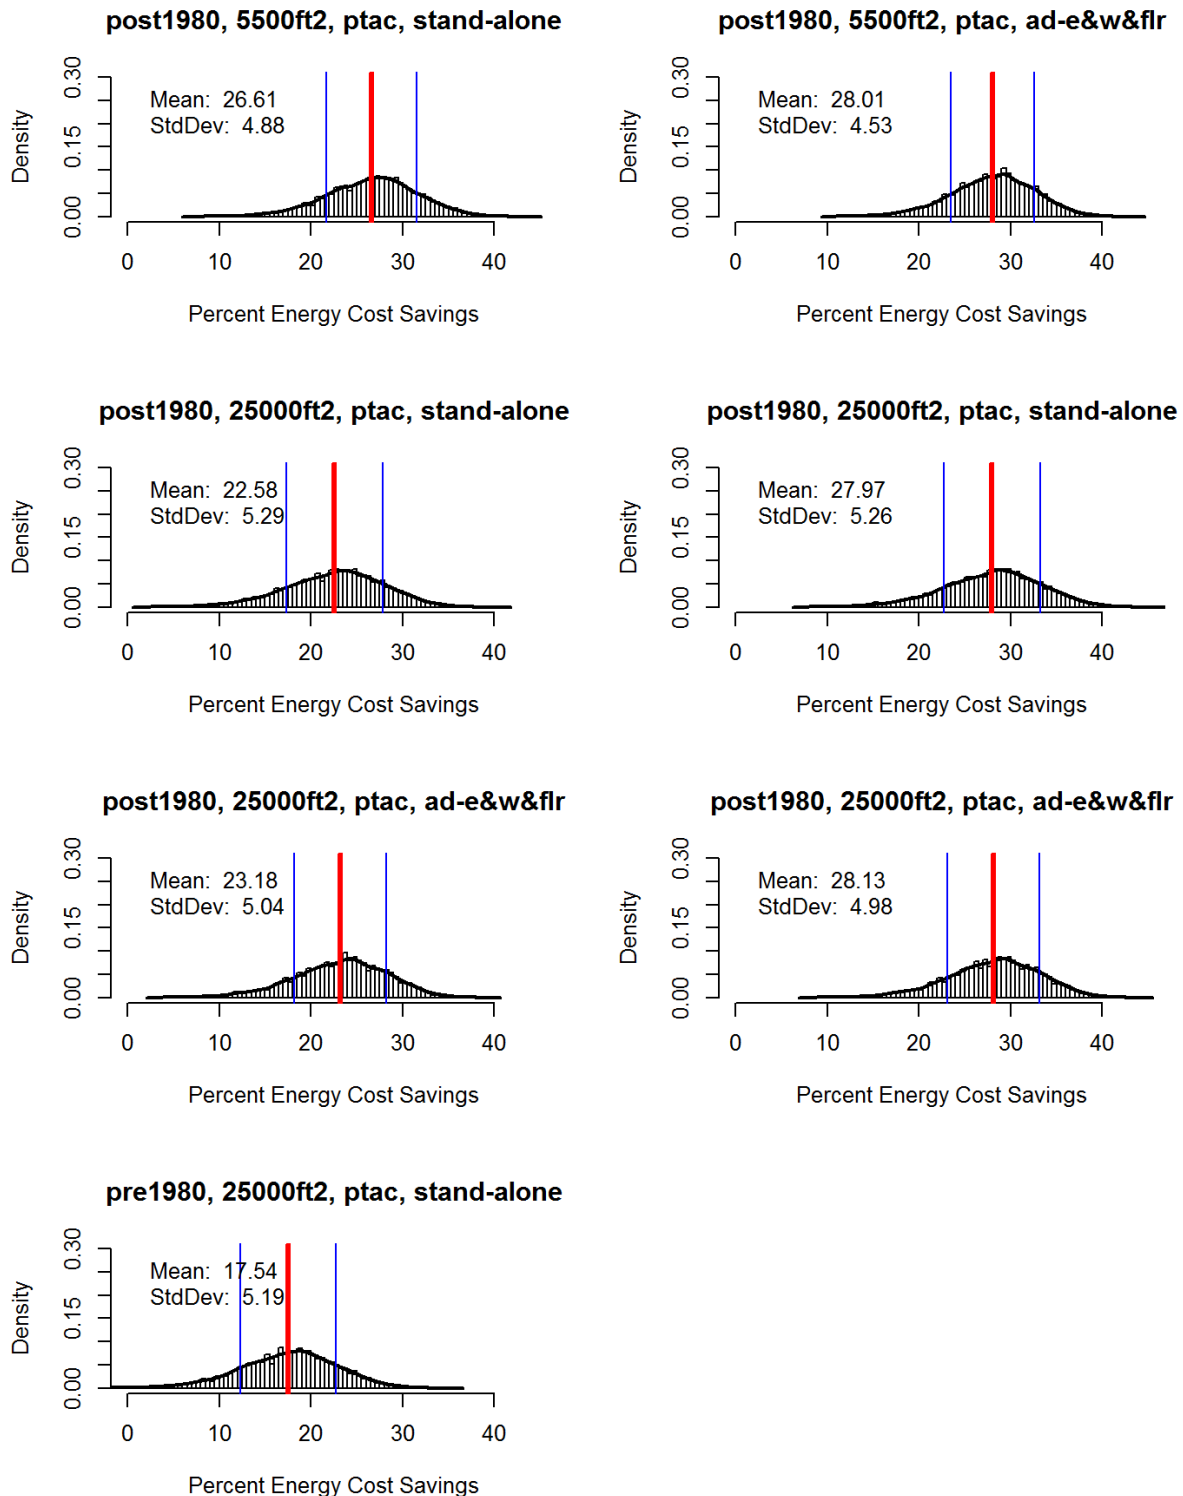 post1980, 5500ft2, ptac, stand-alone
Mean: 26.61
StdDev: 4.88
Density
0.00 0.15 0.30
0 10 20 30 40
Percent Energy Cost Savings
post1980, 5500ft2, ptac, ad-e&w&flr
Mean: 28.01
StdDev: 4.53
Density
0.00 0.15 0.30
0 10 20 30 40
Percent Energy Cost Savings
post1980, 25000ft2, ptac, stand-alone
Mean: 22.58
StdDev: 5.29
Density
0.00 0.15 0.30
0 10 20 30 40
Percent Energy Cost Savings
post1980, 25000ft2, ptac, stand-alone
Mean: 27.97
StdDev: 5.26
Density
0.00 0.15 0.30
0 10 20 30 40
Percent Energy Cost Savings
post1980, 25000ft2, ptac, ad-e&w&flr
Mean: 23.18
StdDev: 5.04
Density
0.00 0.15 0.30
0 10 20 30 40
Percent Energy Cost Savings
post1980, 25000ft2, ptac, ad-e&w&flr
Mean: 28.13
StdDev: 4.98
Density
0.00 0.15 0.30
0 10 20 30 40
Percent Energy Cost Savings
pre1980, 25000ft2, ptac, stand-alone
Mean: 17.54
StdDev: 5.19
Density
0.00 0.15 0.30
0 10 20 30 40
Percent Energy Cost Savings